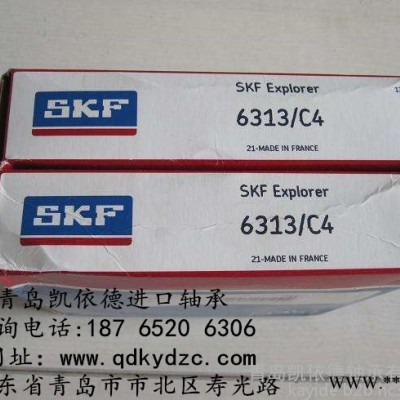 SKF
SKF Explorer
6313/C4
21-MADE IN FRANCE
SKF
SKF Explorer
6313/C4
21-MADE IN FRANCE
青岛凯依德进口轴承
询电话:187 6520 6306
网址: www.qdkydzc.c
东省青岛市市北区寿光路